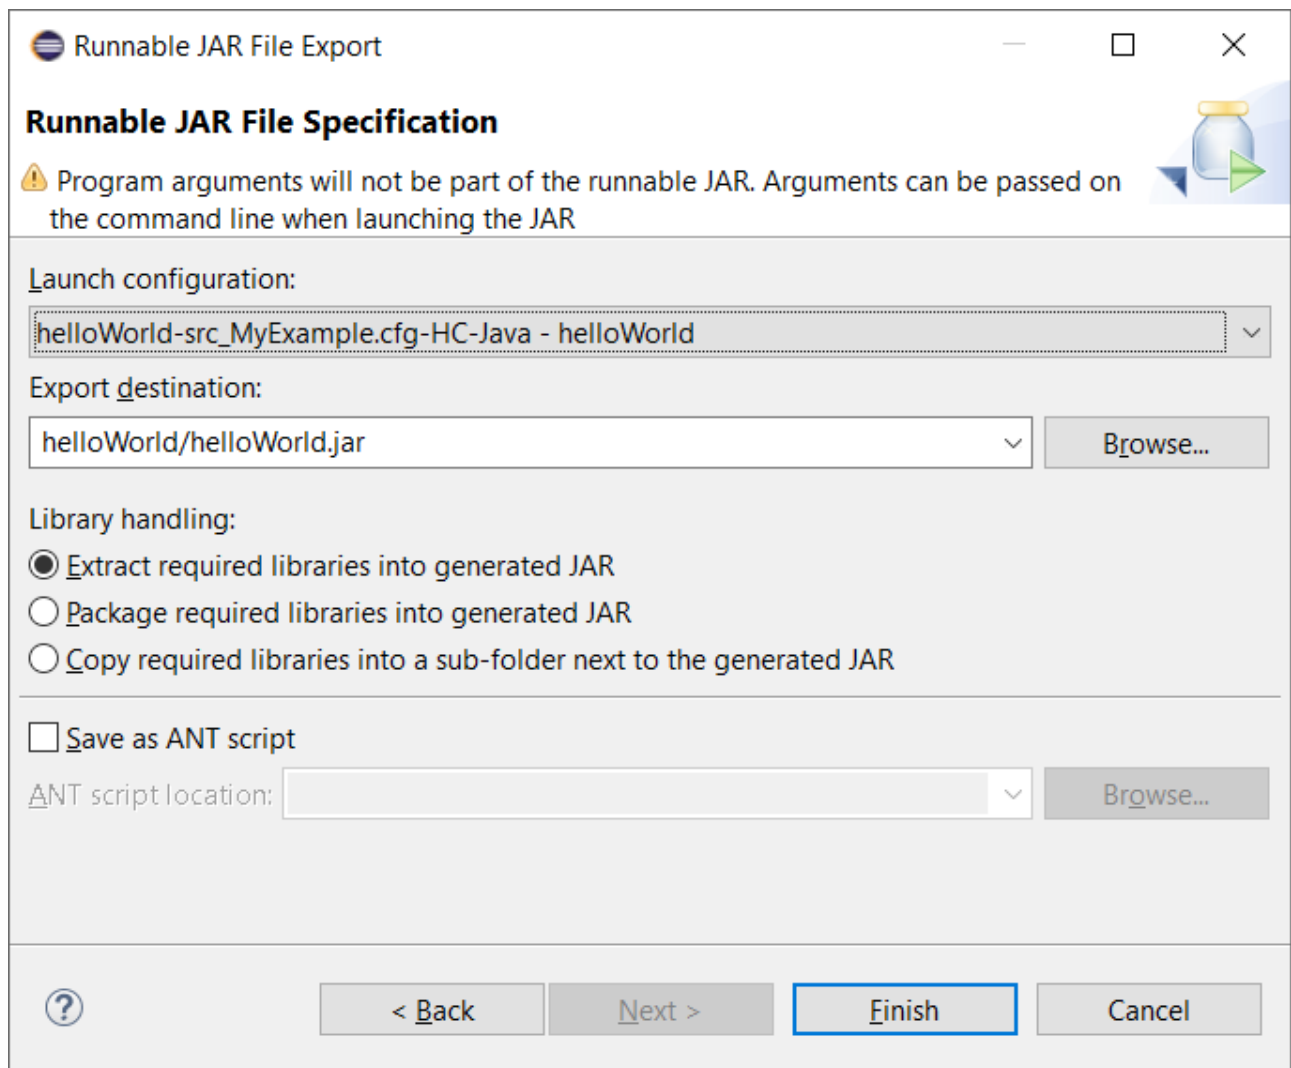 Runnable JAR File Export
Runnable JAR File Specification
Program arguments will not be part of the runnable JAR. Arguments can be passed on
the command line when launching the JAR
Launch configuration:
helloWorld-src_MyExample.cfg-HC-Java - helloWorld
Export destination:
helloWorld/helloWorld.jar
Browse...
Library handling:
Extract required libraries into generated JAR
Package required libraries into generated JAR
Copy required libraries into a sub-folder next to the generated JAR
Save as ANT script
ANT script location:
Browse...
?
< Back
Next >
Finish
Cancel